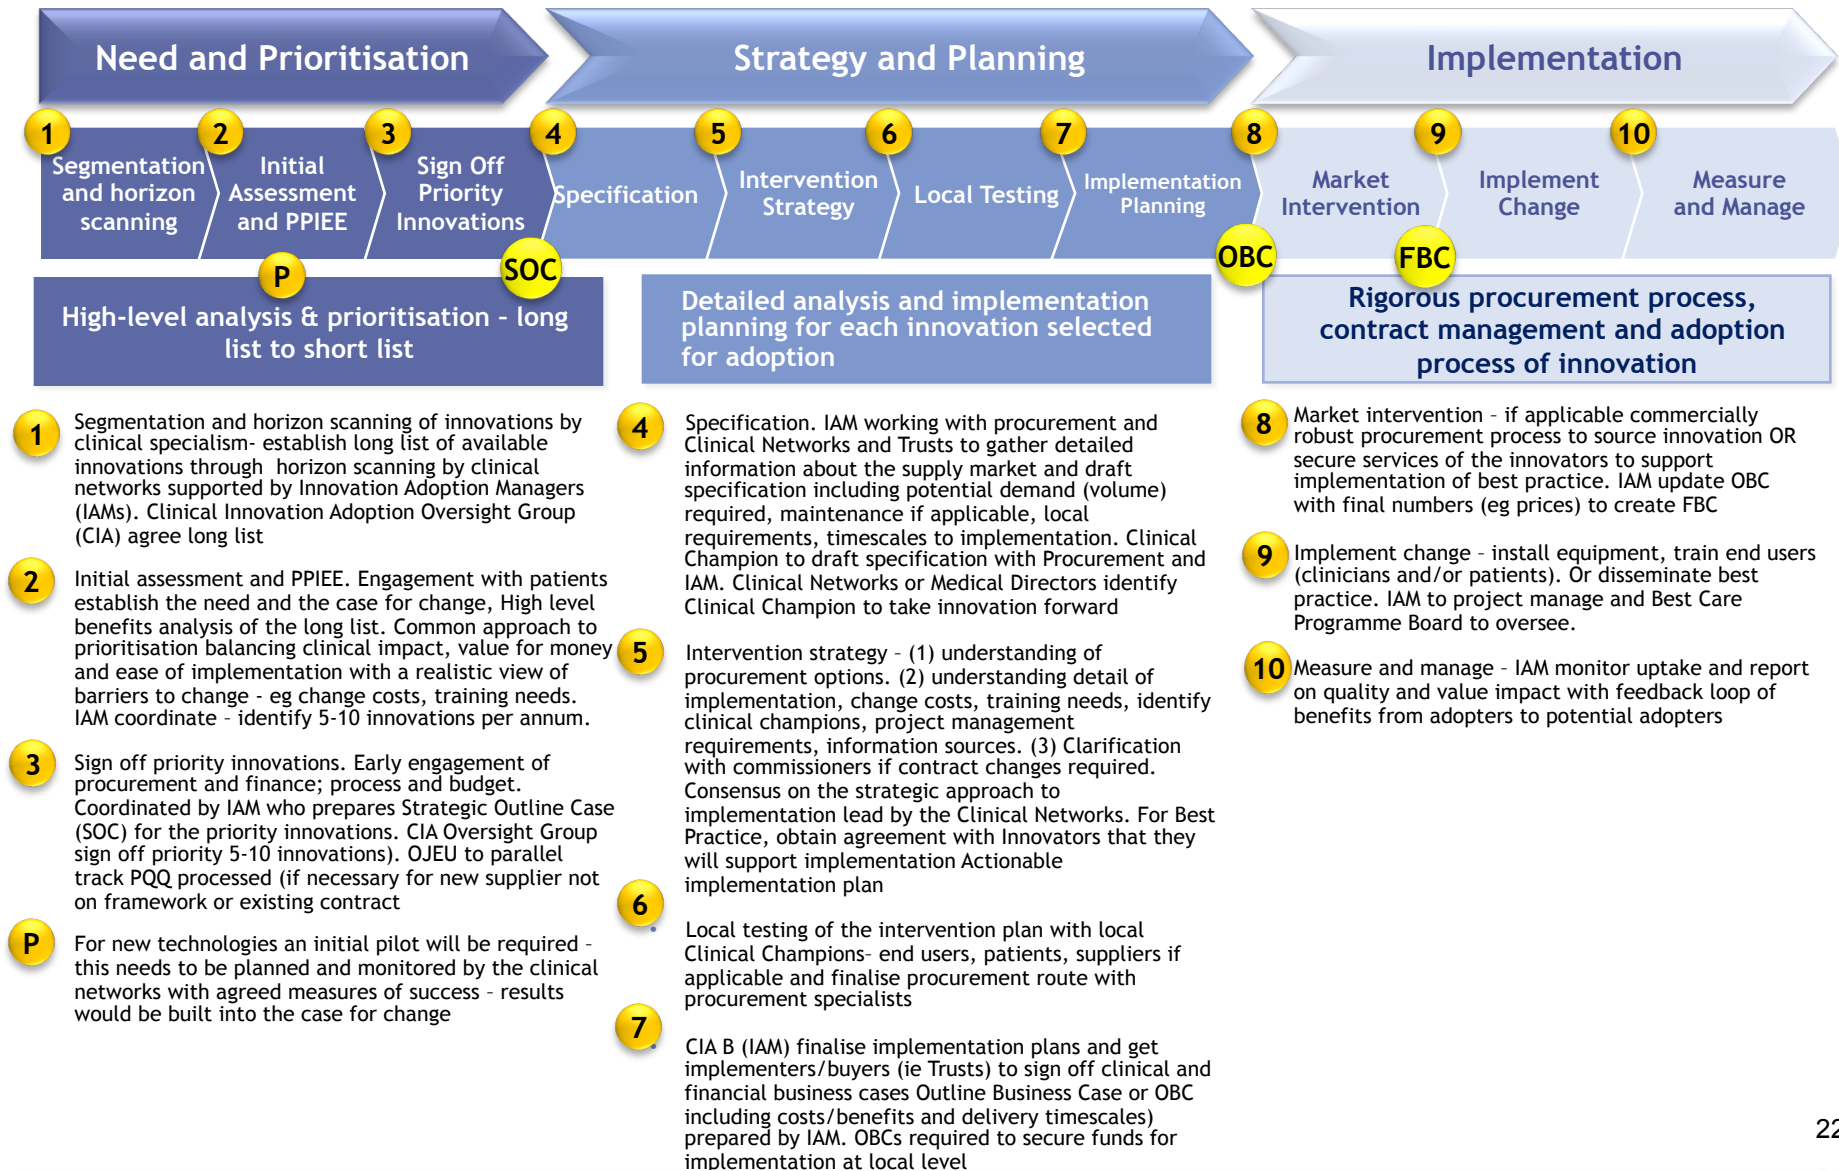 Need and Prioritisation
Strategy and Planning
Implementation
1
2
3
4
5
6
7
8
9
10
Segmentation
and horizon
scanning
Initial
Assessment
and PPIEE
Sign Off
Priority
Innovations
Specification
Intervention
Strategy
Local Testing
Implementation
Planning
Market
Intervention
Implement
Change
Measure
and Manage
P
SOC
OBC
FBC
High-level analysis & prioritisation – long
list to short list
Detailed analysis and implementation
planning for each innovation selected
for adoption
Rigorous procurement process,
contract management and adoption
process of innovation
1
Segmentation and horizon scanning of innovations by
clinical specialism- establish long list of available
innovations through horizon scanning by clinical
networks supported by Innovation Adoption Managers
(IAMs). Clinical Innovation Adoption Oversight Group
(CIA) agree long list
2
Initial assessment and PPIEE. Engagement with patients
establish the need and the case for change, High level
benefits analysis of the long list. Common approach to
prioritisation balancing clinical impact, value for money
and ease of implementation with a realistic view of
barriers to change - eg change costs, training needs.
IAM coordinate – identify 5-10 innovations per annum.
3
Sign off priority innovations. Early engagement of
procurement and finance; process and budget.
Coordinated by IAM who prepares Strategic Outline Case
(SOC) for the priority innovations. CIA Oversight Group
sign off priority 5-10 innovations). OJEU to parallel
track PQQ processed (if necessary for new supplier not
on framework or existing contract
P
For new technologies an initial pilot will be required –
this needs to be planned and monitored by the clinical
networks with agreed measures of success – results
would be built into the case for change
4
Specification. IAM working with procurement and
Clinical Networks and Trusts to gather detailed
information about the supply market and draft
specification including potential demand (volume)
required, maintenance if applicable, local
requirements, timescales to implementation. Clinical
Champion to draft specification with Procurement and
IAM. Clinical Networks or Medical Directors identify
Clinical Champion to take innovation forward
5
Intervention strategy – (1) understanding of
procurement options. (2) understanding detail of
implementation, change costs, training needs, identify
clinical champions, project management
requirements, information sources. (3) Clarification
with commissioners if contract changes required.
Consensus on the strategic approach to
implementation lead by the Clinical Networks. For Best
Practice, obtain agreement with Innovators that they
will support implementation Actionable
implementation plan
6
Local testing of the intervention plan with local
Clinical Champions– end users, patients, suppliers if
applicable and finalise procurement route with
procurement specialists
7
CIA B (IAM) finalise implementation plans and get
implementers/buyers (ie Trusts) to sign off clinical and
financial business cases Outline Business Case or OBC
including costs/benefits and delivery timescales)
prepared by IAM. OBCs required to secure funds for
implementation at local level
8
Market intervention – if applicable commercially
robust procurement process to source innovation OR
secure services of the innovators to support
implementation of best practice. IAM update OBC
with final numbers (eg prices) to create FBC
9
Implement change – install equipment, train end users
(clinicians and/or patients). Or disseminate best
practice. IAM to project manage and Best Care
Programme Board to oversee.
10
Measure and manage – IAM monitor uptake and report
on quality and value impact with feedback loop of
benefits from adopters to potential adopters
22